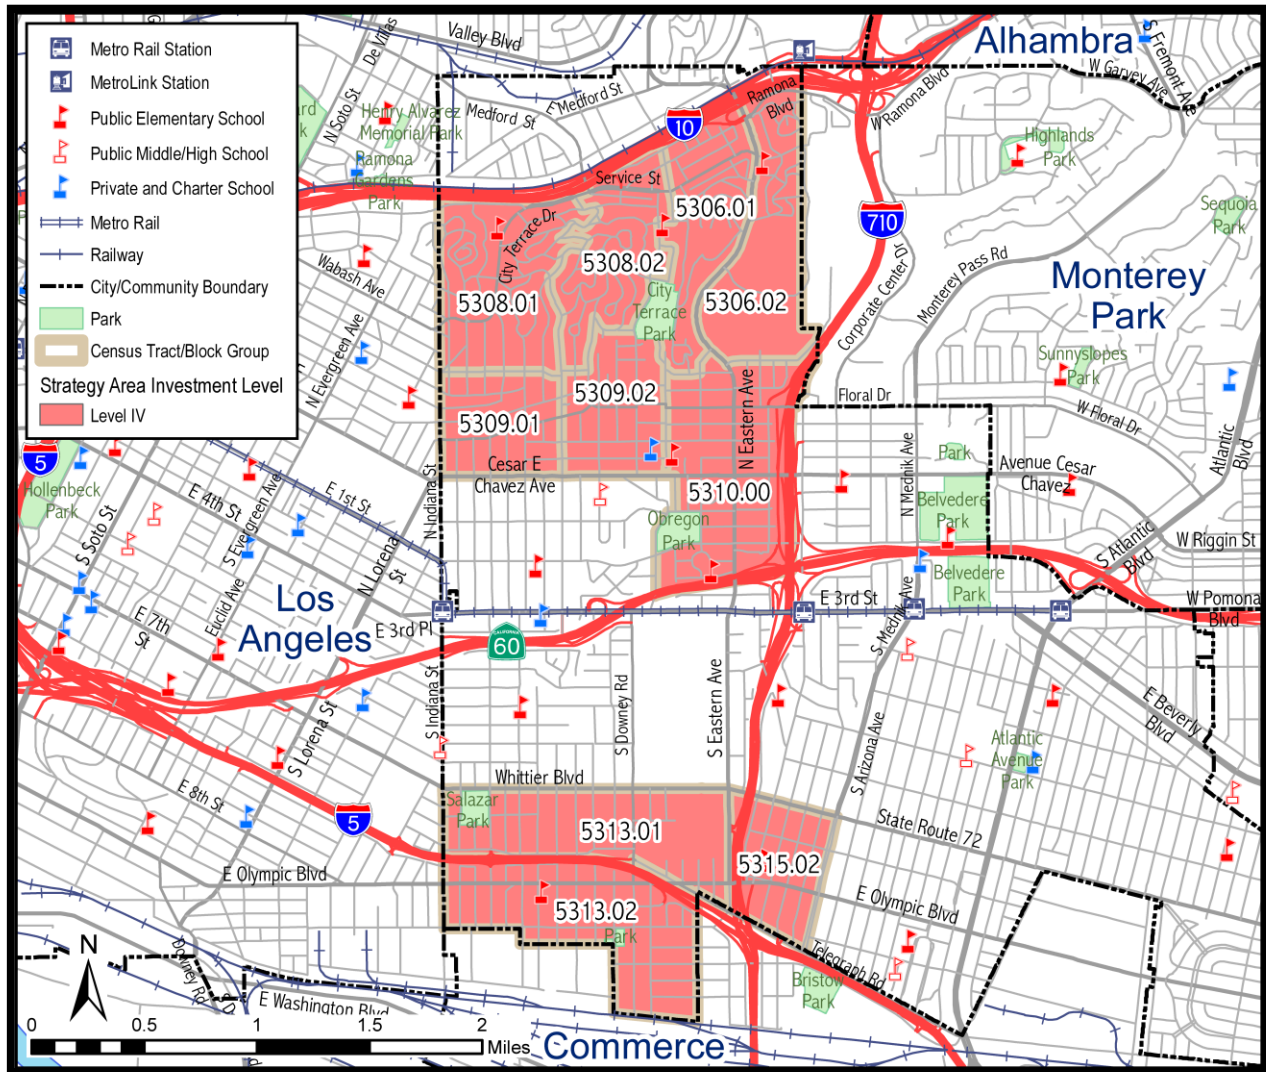 Metro Rail Station
MetroLink Station
Public Elementary School
Public Middle/High School
Private and Charter School
Metro Rail
Railway
City/Community Boundary
Park
Census Tract/Block Group
Strategy Area Investment Level
Level IV
De Villas
N Soto St
Valley Blvd
Medford St
E Medford St
Henry Alvarez
Memorial Park
Ramona
Gardens
Park
10
Ramona
Blvd
W Ramona Blvd
Alhambra
W Garvey Ave
S Fremont Ave
Highlands
Park
Sequoia
Park
710
Service St
City Terrace Dr
5306.01
5308.02
5308.01
City
Terrace
Park
5306.02
Corporate Center Dr
Monterey Pass Rd
Monterey
Park
Sunnyslopes
Park
Wabash Ave
N Evergreen Ave
5309.02
5309.01
N Eastern Ave
Floral Dr
W Floral Dr
Atlantic
Blvd
5
Hollenbeck
Park
Cesar E
Chavez Ave
N Indiana St
5310.00
Obregon
Park
N Mednik Ave
Park
Avenue Cesar
Chavez
Belvedere
Park
Belvedere
Park
W Riggin St
S Atlantic
Blvd
W Pomona
Blvd
E 4th St
E 1st St
S Soto St
S Evergreen Ave
N Lorena
St
Euclid Ave
E 7th
St
Los
Angeles
E 3rd Pl
60
E 3rd St
S Mednik Ave
S Indiana St
S Downey Rd
S Eastern Ave
S Arizona Ave
E Beverly
Blvd
Atlantic
Avenue
Park
S Lorena St
E 8th St
5
Whittier Blvd
Salazar
Park
5313.01
5315.02
State Route 72
E Olympic Blvd
E Olympic Blvd
5313.02
Park
Telegraph Rd
Bristow
Park
Downey Rd
E Washington Blvd
Commerce
N
0
0.5
1
1.5
2
Miles